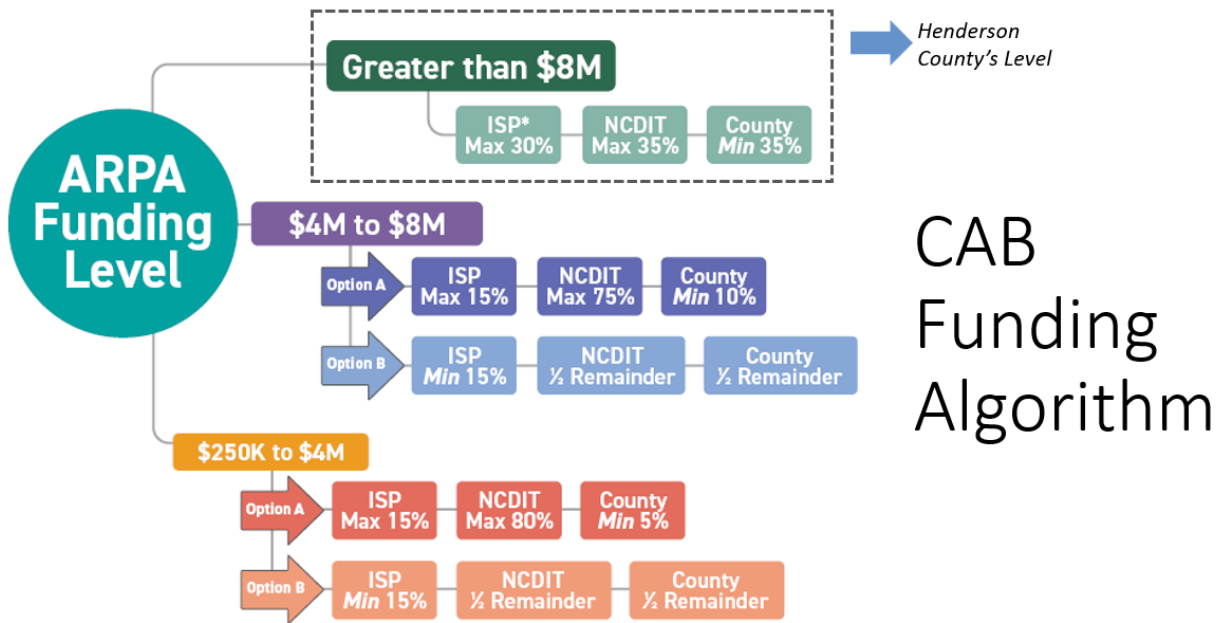 Henderson
County's Level
Greater than $8M
ISP*
Max 30%
NCDIT
Max 35%
County
Min 35%
ARPA
Funding
Level
$4M to $8M
Option A
ISP
Max 15%
NCDIT
Max 75%
County
Min 10%
Option B
ISP
Min 15%
NCDIT
½ Remainder
County
½ Remainder
$250K to $4M
Option A
ISP
Max 15%
NCDIT
Max 80%
County
Min 5%
Option B
ISP
Min 15%
NCDIT
½ Remainder
County
½ Remainder
CAB
Funding
Algorithm